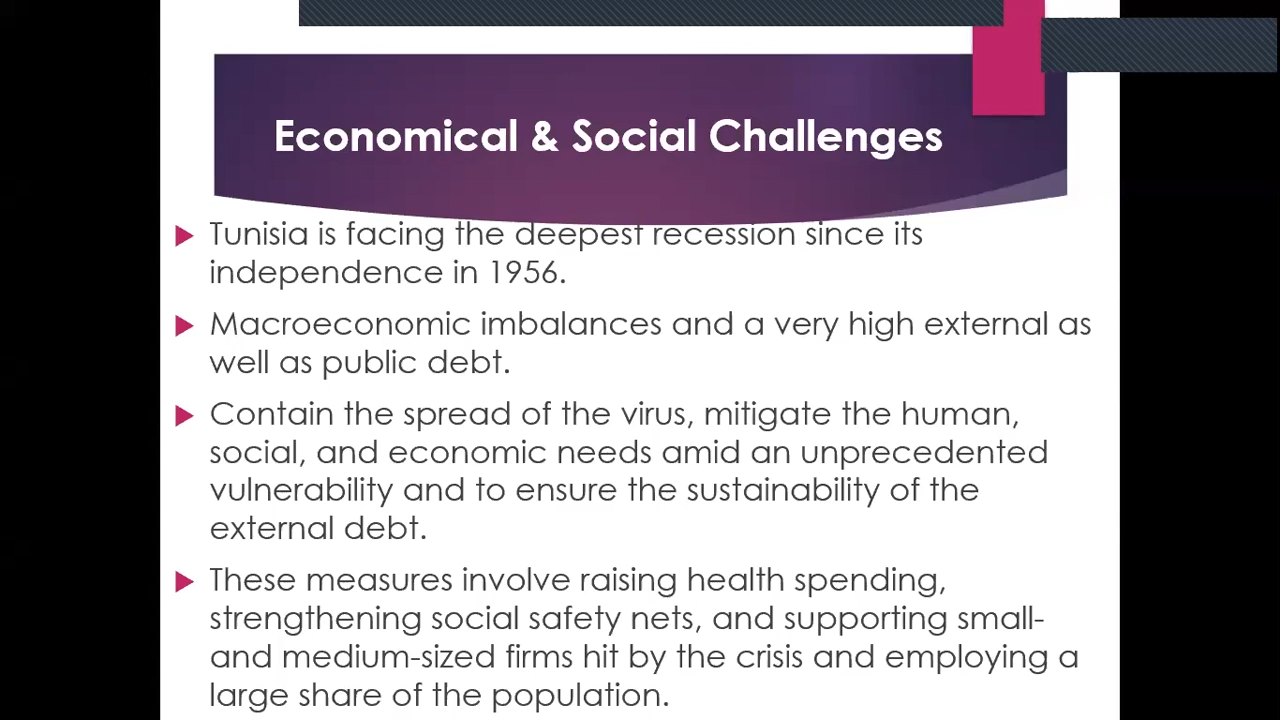 Economical & Social Challenges
Tunisia is facing the deepest recession since its
independence in 1956.
Macroeconomic imbalances and a very high external as
well as public debt.
Contain the spread of the virus, mitigate the human,
social, and economic needs amid an unprecedented
vulnerability and to ensure the sustainability of the
external debt.
These measures involve raising health spending,
strengthening social safety nets, and supporting small-
and medium-sized firms hit by the crisis and employing a
large share of the population.